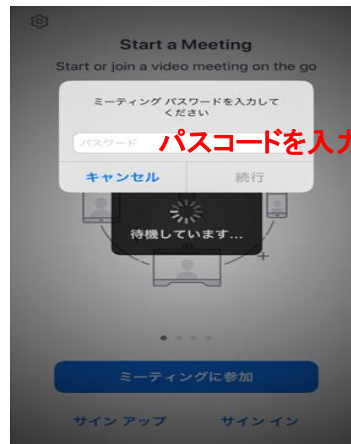 Start a Meeting
Start or join a video meeting on the go
ミーティング パスワードを入力して
ください
パスワード
パスコードを入力
キャンセル
続行
待機しています...
ミーティングに参加
サイン アップ
サイン イン